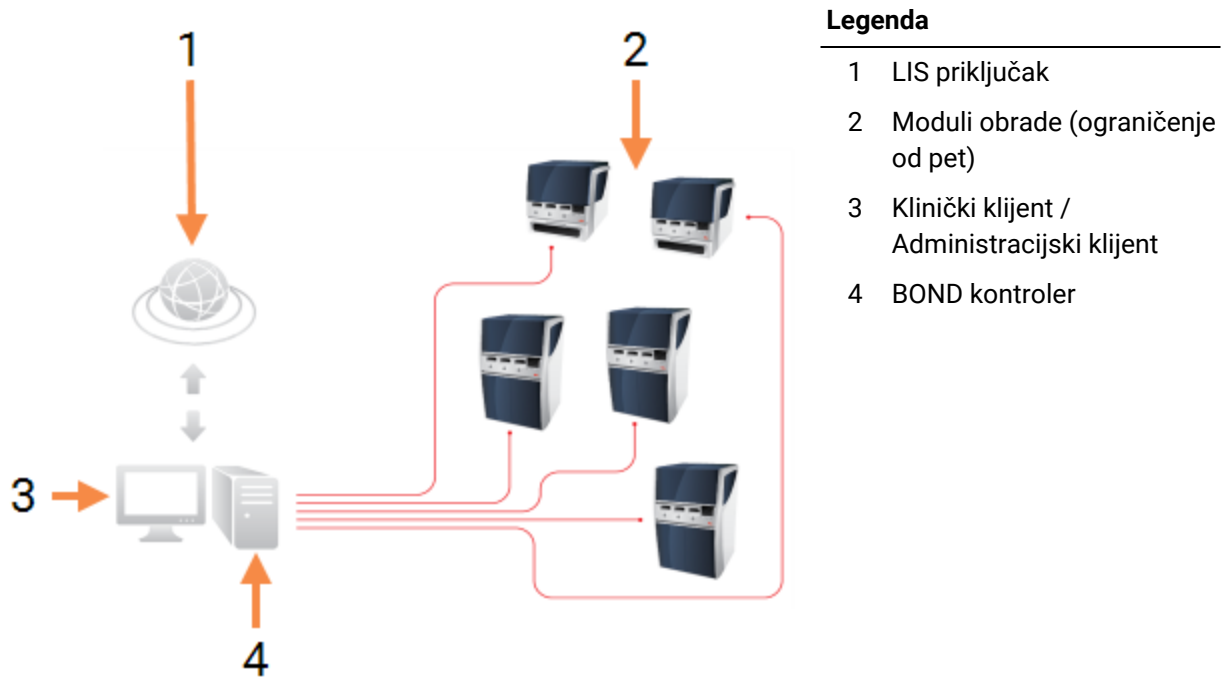 1
2
3
4
Legenda
1 LIS priključak
2 Moduli obrade (ograničenje
od pet)
3 Klinički klijent /
Administracijski klijent
4 BOND kontroler